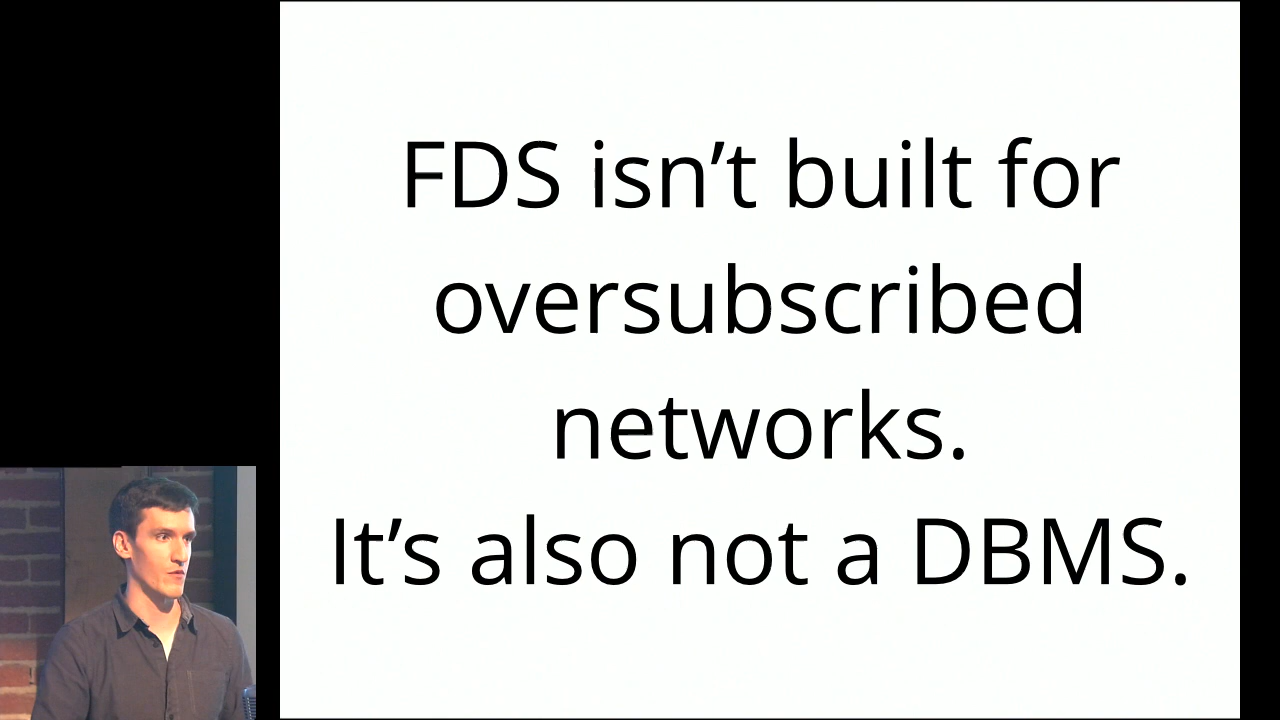 FDS isn’t built for
oversubscribed
networks.
It’s also not a DBMS.